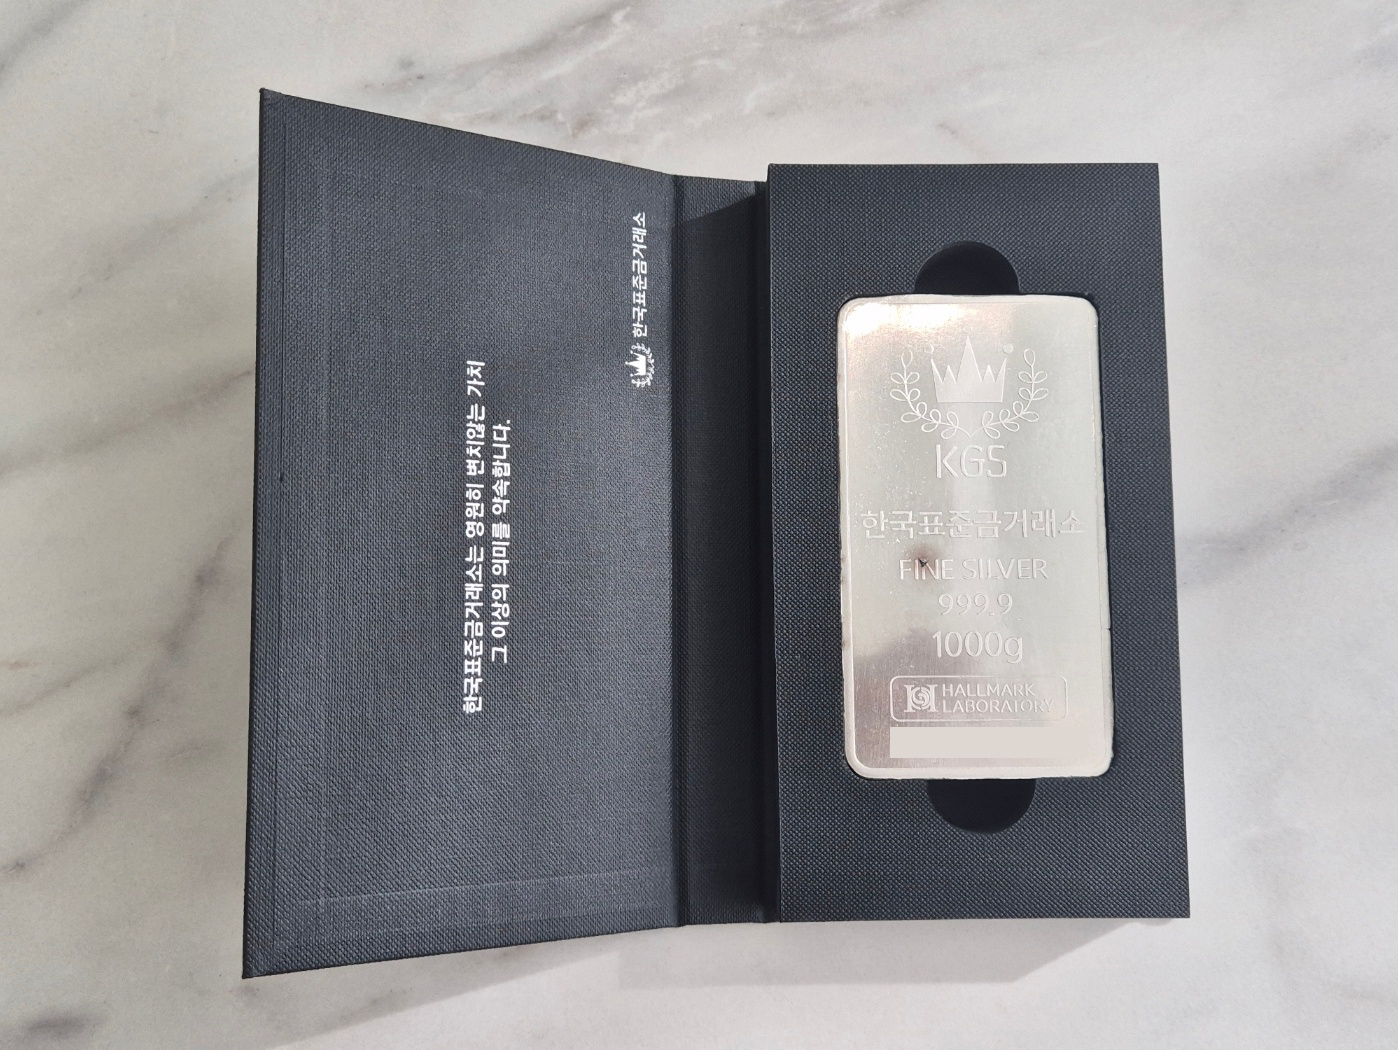 한국표준금거래소는 영원히 변치않는 가치
그 이상의 의미를 약속합니다.
한국표준금거래소
KGS
한국표준금거래소
FINE SILVER
999.9
1000g
HALLMARK
LABORATORY